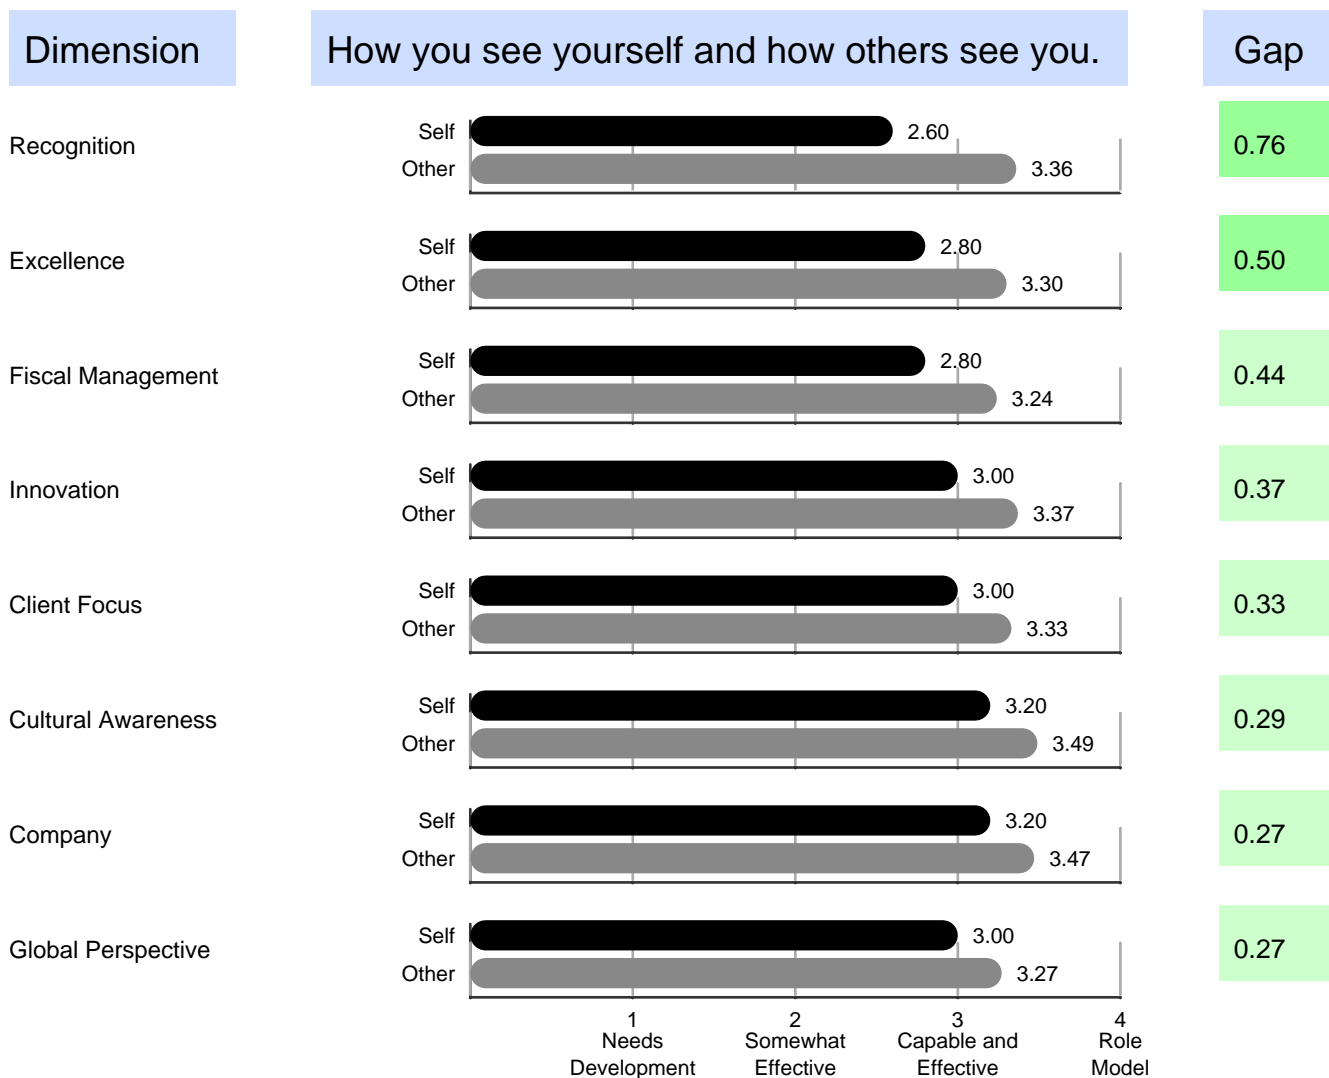 Dimension
How you see yourself and how others see you.
Gap
Recognition
Self
2.60
Other
3.36
0.76
Excellence
Self
2.80
Other
3.30
0.50
Fiscal Management
Self
2.80
Other
3.24
0.44
Innovation
Self
3.00
Other
3.37
0.37
Client Focus
Self
3.00
Other
3.33
0.33
Cultural Awareness
Self
3.20
Other
3.49
0.29
Company
Self
3.20
Other
3.47
0.27
Global Perspective
Self
3.00
Other
3.27
0.27
1
Needs
Development
2
Somewhat
Effective
3
Capable and
Effective
4
Role
Model